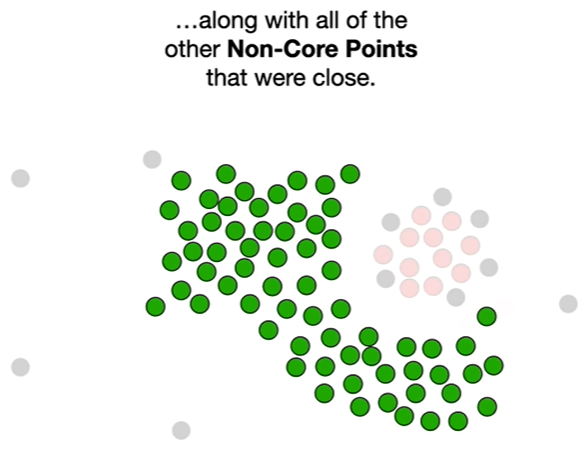 …along with all of the
other Non-Core Points
that were close.